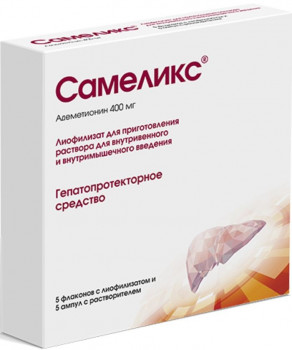 Самеликс®
Адеметионин 400 мг
Лиофилизат для приготовления
раствора для внутривенного
и внутримышечного введения
Гепатопротекторное
средство
5 флаконов с лиофилизатом и
5 ампул с растворителем